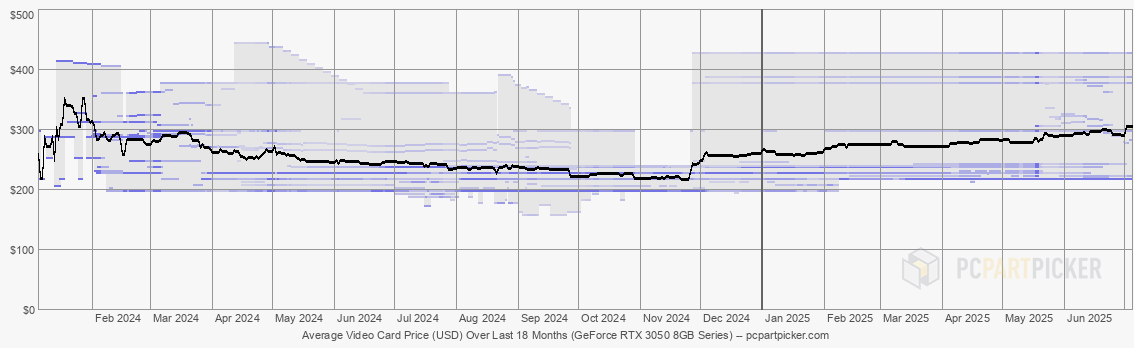 $500
$400
$300
$200
$100
$0
PCPARTPICKER
Feb 2024 Mar 2024 Apr 2024 May 2024 Jun 2024 Jul 2024 Aug 2024 Sep 2024 Oct 2024 Nov 2024 Dec 2024 Jan 2025 Feb 2025 Mar 2025 Apr 2025 May 2025 Jun 2025
Average Video Card Price (USD) Over Last 18 Months (GeForce RTX 3050 8GB Series) -- pcpartpicker.com